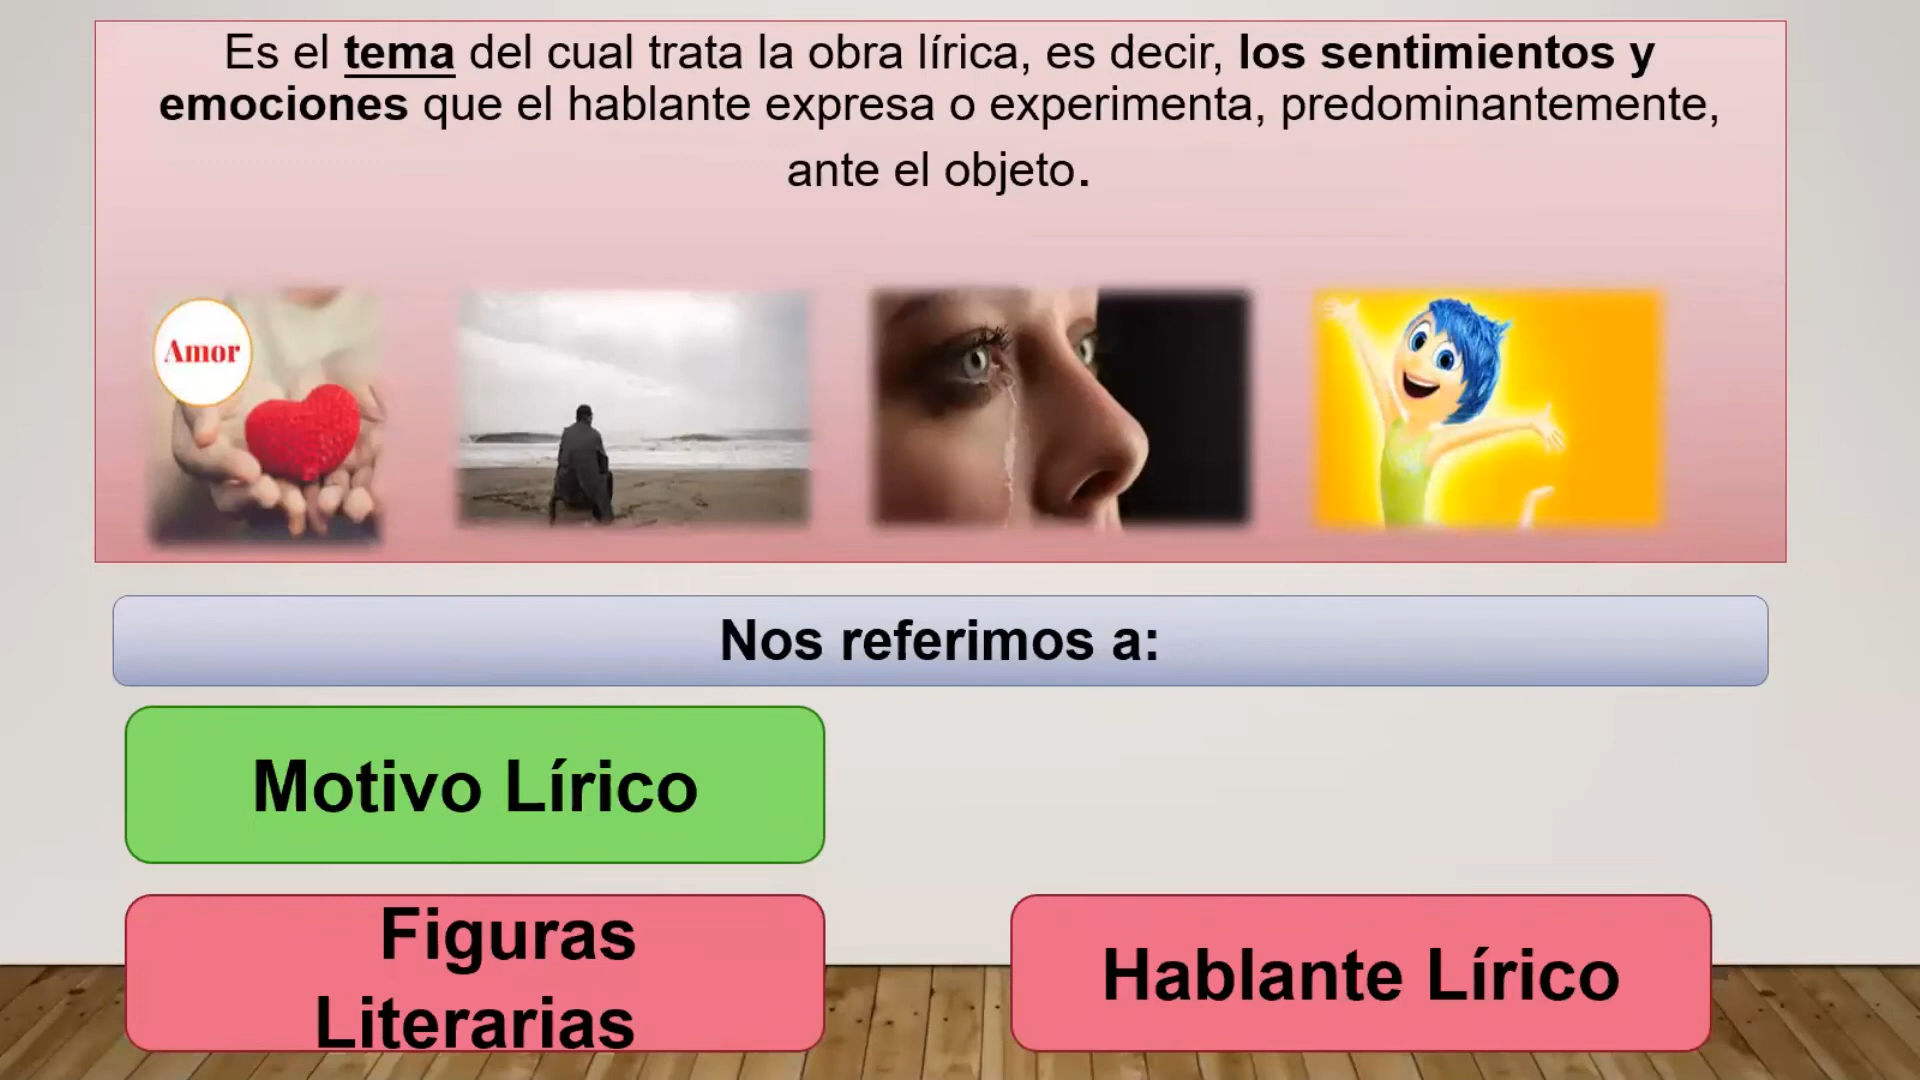 Es el tema del cual trata la obra lírica, es decir, los sentimientos y
emociones que el hablante expresa o experimenta, predominantemente,
ante el objeto.
Amor
Nos referimos a:
Motivo Lírico
Figuras
Literarias
Hablante Lírico